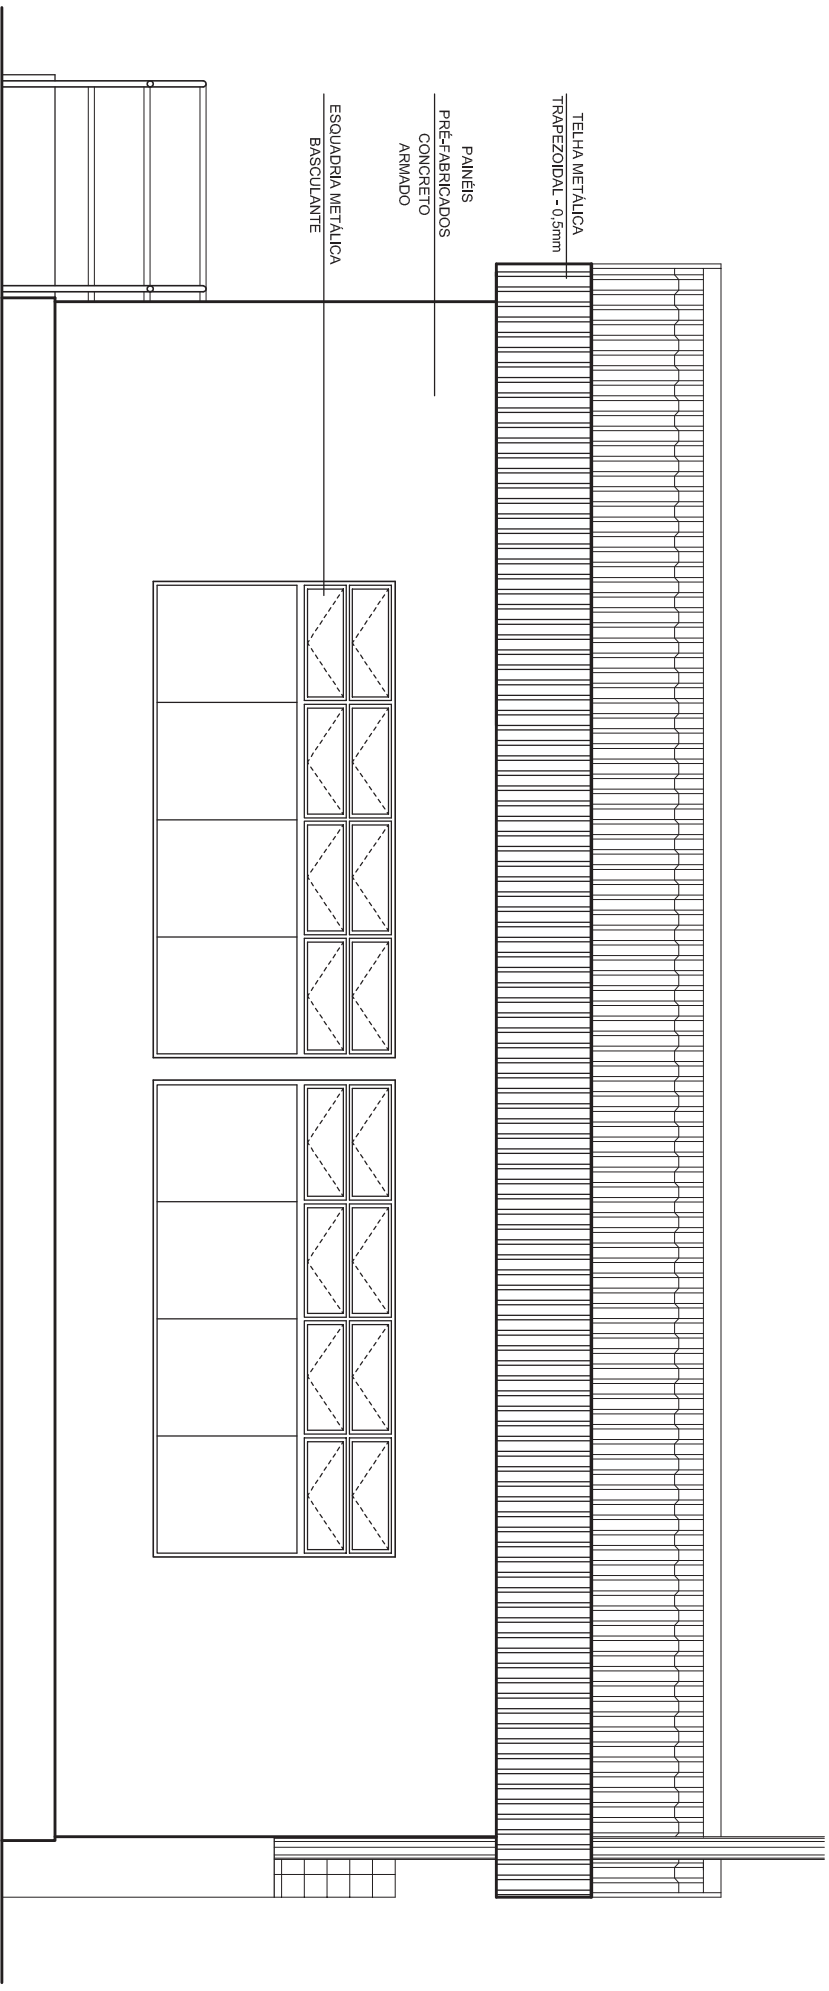 TELHA METÁLICA
TRAPEZOIDAL - 0,5mm
PAINÉIS
PRÉ-FABRICADOS
CONCRETO
ARMADO
ESQUADRIA METÁLICA
BASCULANTE